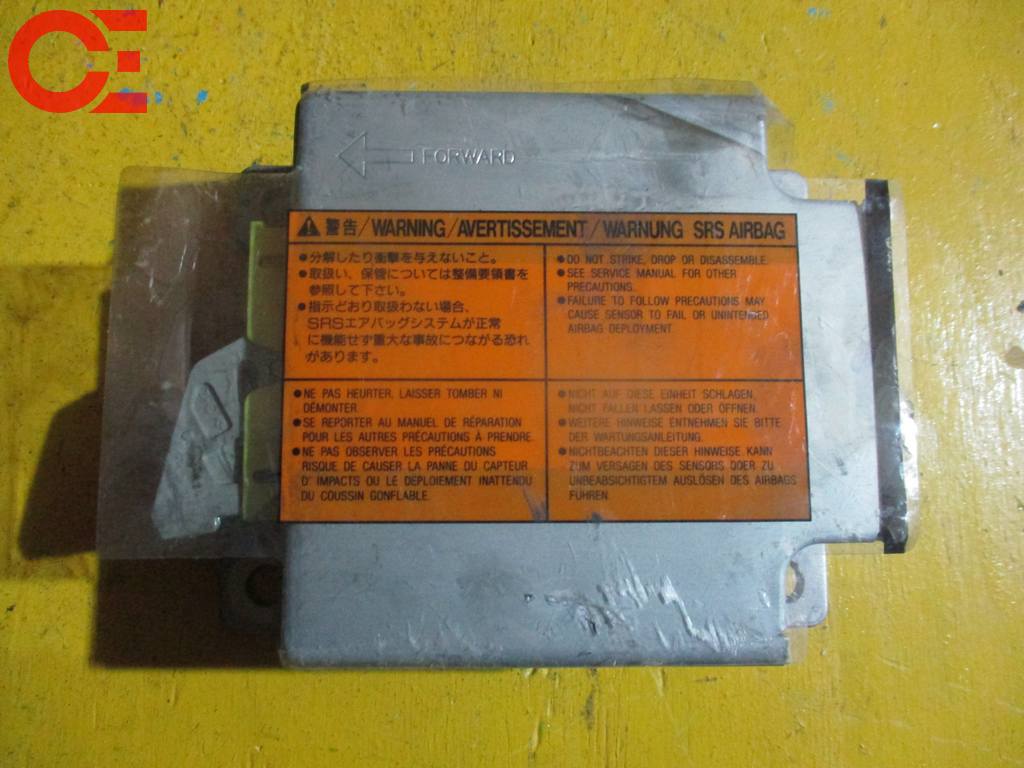 CE
FORWARD
警告/WARNING/AVERTISSEMENT/WARNUNG SRS AIRBAG
●分解したり衝撃を与えないこと。
●取扱い、保管については整備要領書を
参照して下さい。
●指示どおり取扱わない場合、
SRSエアバッグシステムが正常
に機能せず重大な事故につながる恐れ
があります。
●DO NOT STRIKE, DROP OR DISASSEMBLE.
●SEE SERVICE MANUAL FOR OTHER
PRECAUTIONS.
●FAILURE TO FOLLOW PRECAUTIONS MAY
CAUSE SENSOR TO FAIL OR UNINTENDED
AIRBAG DEPLOYMENT.
●NE PAS HEURTER, LAISSER TOMBER NI
DÉMONTER.
●SE REPORTER AU MANUEL DE RÉPARATION
POUR LES AUTRES PRÉCAUTIONS À PRENDRE.
●NE PAS OBSERVER LES PRÉCAUTIONS
RISQUE DE CAUSER LA PANNE DU CAPTEUR
D' IMPACTS OU LE DÉPLOIEMENT INATTENDU
DU COUSSIN GONFLABLE.
●NICHT AUF DIESE EINHEIT SCHLAGEN,
NICHT FALLEN LASSEN ODER ÖFFNEN.
●WEITERE HINWEISE ENTNEHMEN SIE BITTE
DER WARTUNGSANLEITUNG.
●NICHTBEACHTEN DIESER HINWEISE KANN
ZUM VERSAGEN DES SENSORS ODER ZU
UNBEABSICHTIGTEM AUSLÖSEN DES AIRBAGS
FÜHREN.